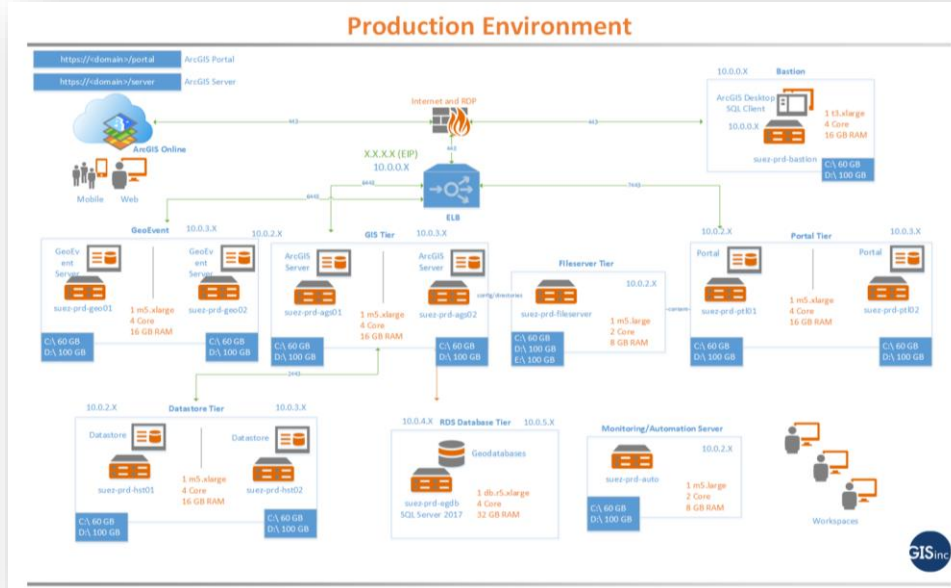 Production Environment
https://<domain>/portal
ArcGIS Portal
https://<domain>/server
ArcGIS Server
ArcGIS Online
Mobile
Web
Internet and RDP
443
443
443
X.X.X.X (EIP)
10.0.0.X
ELB
6443
6443
7443
10.0.0.X
Bastion
ArcGIS Desktop
SQL Client
10.0.0.X
1 t3.xlarge
4 Core
16 GB RAM
suez-prd-bastion
C:\ 60 GB
D:\ 100 GB
GeoEvent
10.0.3.X
10.0.2.X
GeoEv
ent
Server
GeoEv
ent
Server
suez-prd-geo01
suez-prd-geo02
1 m5.xlarge
4 Core
16 GB RAM
C:\ 60 GB
D:\ 100 GB
C:\ 60 GB
D:\ 100 GB
GIS Tier
10.0.3.X
ArcGIS
Server
ArcGIS
Server
suez-prd-ags01
suez-prd-ags02
1 m5.xlarge
4 Core
16 GB RAM
C:\ 60 GB
D:\ 100 GB
C:\ 60 GB
D:\ 100 GB
config/directories
Fileserver Tier
10.0.2.X
suez-prd-fileserver
1 m5.large
2 Core
8 GB RAM
C:\ 60 GB
D:\ 100 GB
E:\ 100 GB
content
10.0.2.X
Portal Tier
10.0.3.X
Portal
Portal
suez-prd-ptl01
suez-prd-ptl02
1 m5.xlarge
4 Core
16 GB RAM
C:\ 60 GB
D:\ 100 GB
C:\ 60 GB
D:\ 100 GB
2443
10.0.2.X
Datastore Tier
10.0.3.X
Datastore
Datastore
suez-prd-hst01
suez-prd-hst02
1 m5.xlarge
4 Core
16 GB RAM
C:\ 60 GB
D:\ 100 GB
C:\ 60 GB
D:\ 100 GB
10.0.4.X
RDS Database Tier
10.0.5.X
Geodatabases
suez-prd-egdb
SQL Server 2017
1 db.r5.xlarge
4 Core
32 GB RAM
Monitoring/Automation Server
10.0.2.X
suez-prd-auto
1 m5.large
2 Core
8 GB RAM
C:\ 60 GB
D:\ 100 GB
Workspaces
GISinc